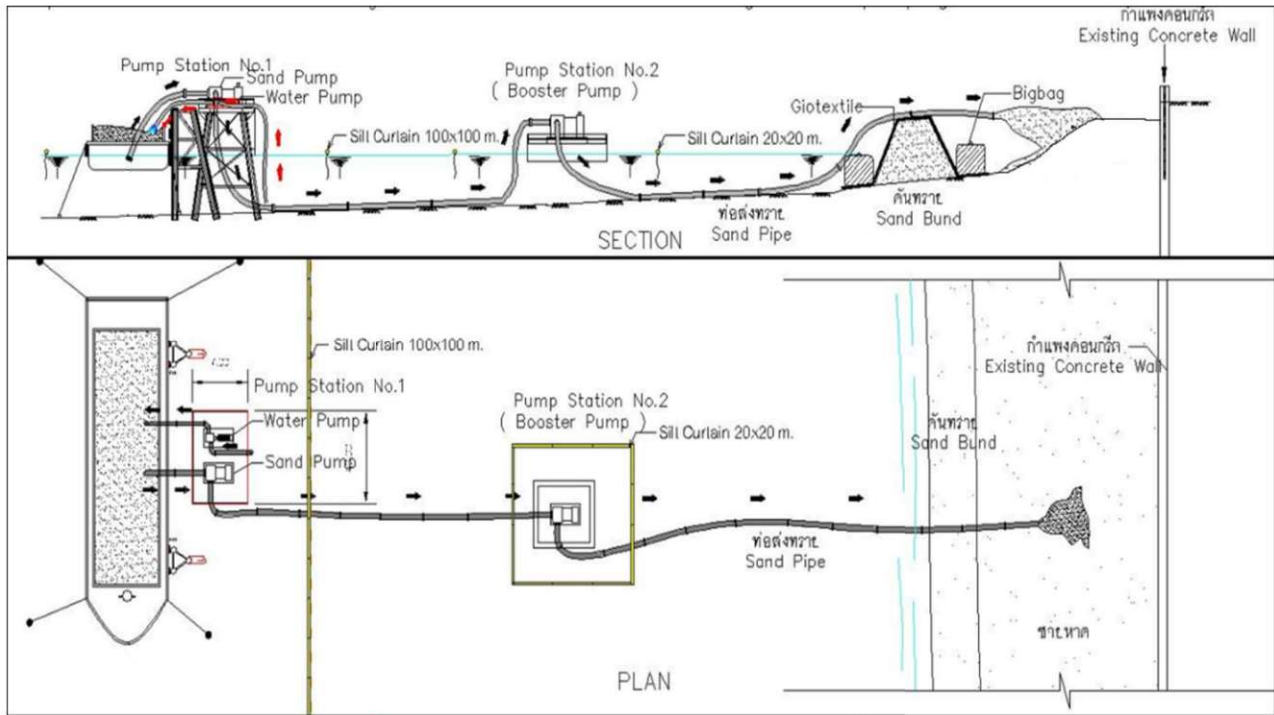 กำแพงคอนกรีต
Existing Concrete Wall
Pump Station No.1
Sand Pump
Water Pump
Pump Station No.2
( Booster Pump )
Giotextile
Bigbag
Sill Curlain 100x100 m.
Sill Curlain 20x20 m.
ท่อส่งทราย
Sand Pipe
คันทราย
Sand Bund
SECTION
Sill Curlain 100x100 m.
Pump Station No.1
Water Pump
Sand Pump
Pump Station No.2
( Booster Pump )
Sill Curlain 20x20 m.
กำแพงคอนกรีต
Existing Concrete Wall
คันทราย
Sand Bund
ท่อส่งทราย
Sand Pipe
ชายหาด
PLAN